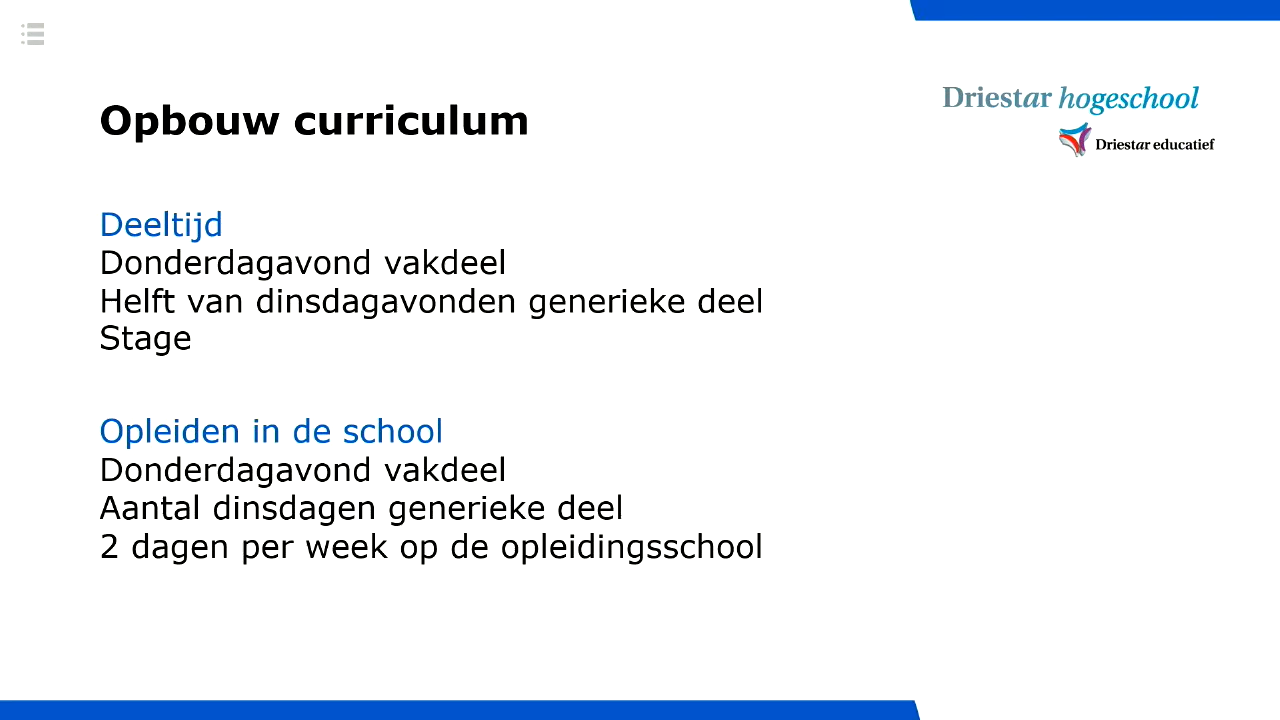 Driestar hogeschool
Driestar educatief
Opbouw curriculum
Deeltijd
Donderdagavond vakdeel
Helft van dinsdagavonden generieke deel
Stage
Opleiden in de school
Donderdagavond vakdeel
Aantal dinsdagen generieke deel
2 dagen per week op de opleidingsschool